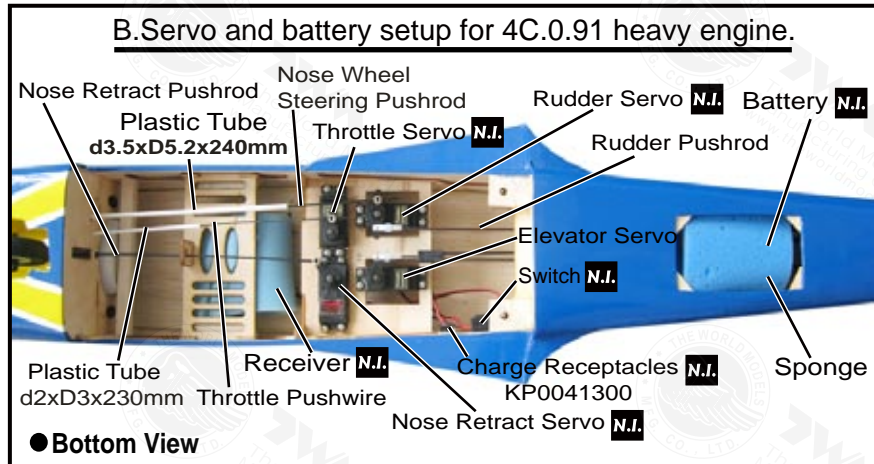 B.Servo and battery setup for 4C.0.91 heavy engine.
Nose Retract Pushrod
Plastic Tube
d3.5xD5.2x240mm
Nose Wheel
Steering Pushrod
Throttle Servo N.I.
Rudder Servo N.I.
Rudder Pushrod
Battery N.I.
Elevator Servo
Switch N.I.
Plastic Tube
d2xD3x230mm
Throttle Pushwire
Receiver N.I.
Charge Receptacles N.I.
KP0041300
Nose Retract Servo N.I.
Sponge
●Bottom View